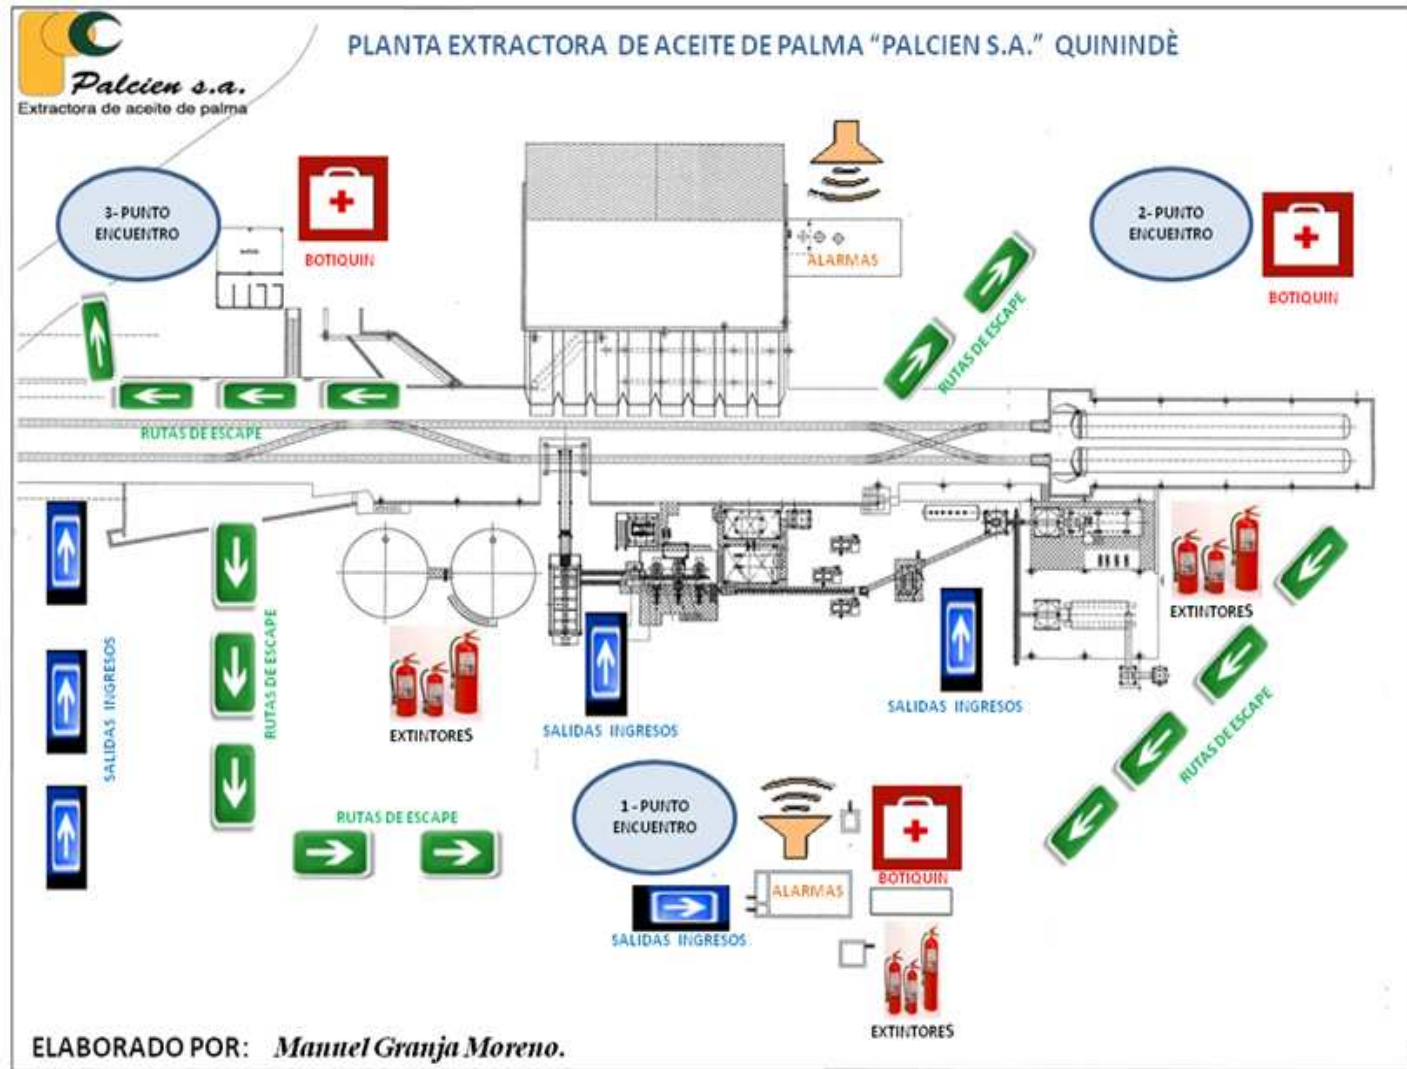 PLANTA EXTRACTORA DE ACEITE DE PALMA “PALCIEN S.A.” QUININDÈ
Palcien s.a.
Extractora de aceite de palma
3- PUNTO
ENCUENTRO
BOTIQUIN
ALARMAS
2- PUNTO
ENCUENTRO
BOTIQUIN
RUTAS DE ESCAPE
RUTAS DE ESCAPE
SALIDAS INGRESOS
RUTAS DE ESCAPE
EXTINTORES
SALIDAS INGRESOS
SALIDAS INGRESOS
EXTINTORES
RUTAS DE ESCAPE
RUTAS DE ESCAPE
1 - PUNTO
ENCUENTRO
ALARMAS
BOTIQUIN
SALIDAS INGRESOS
EXTINTORES
ELABORADO POR: Manuel Granja Moreno.